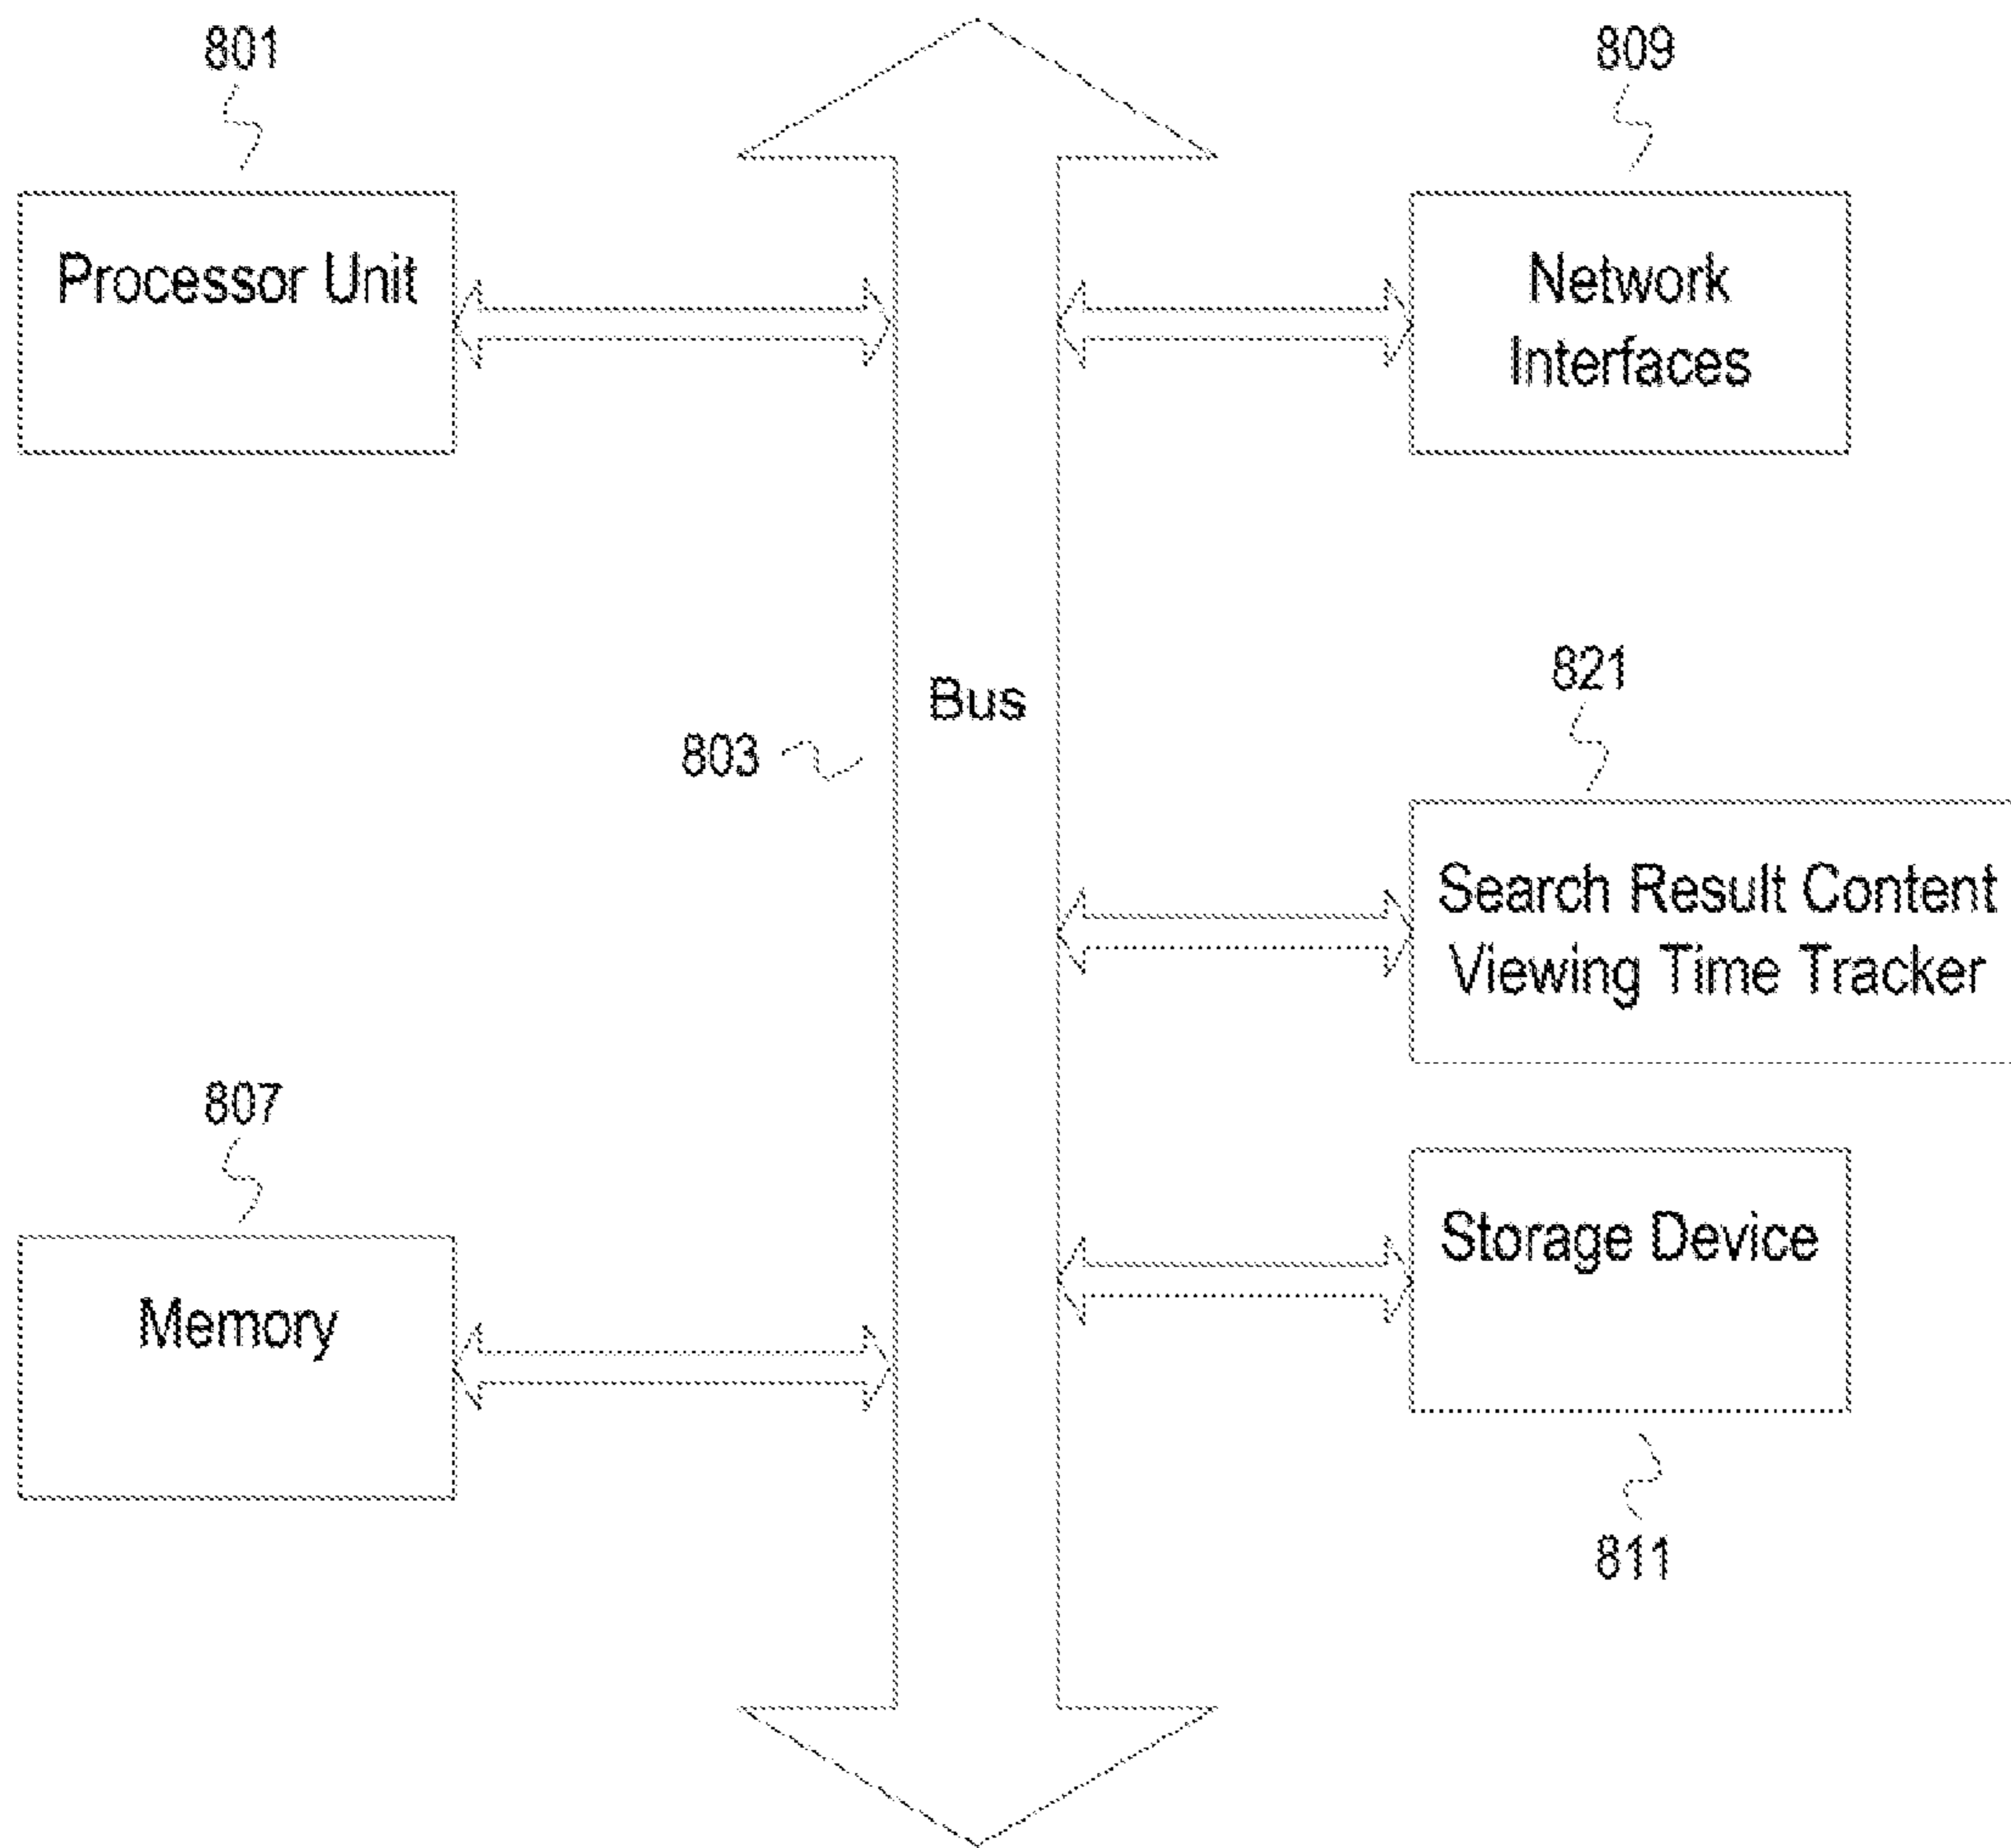 801
809
Processor Unit
Network
Interfaces
Bus
803
821
Search Result Content
Viewing Time Tracker
807
Memory
Storage Device
811